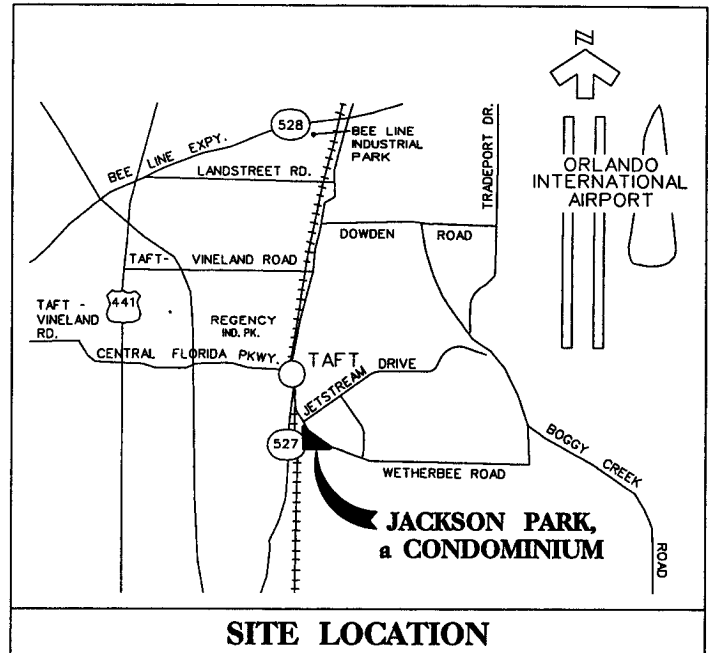 N
528
BEE LINE
INDUSTRIAL
PARK
BEE LINE EXPY.
LANDSTREET RD.
TRADEPORT DR.
ORLANDO
INTERNATIONAL
AIRPORT
DOWDEN ROAD
TAFT- VINELAND ROAD
441
TAFT -
VINELAND
RD.
REGENCY
IND. PK.
CENTRAL FLORIDA PKWY.
TAFT
JETSTREAM DRIVE
527
WETHERBEE ROAD
BOGGY CREEK
ROAD
JACKSON PARK,
a CONDOMINIUM
SITE LOCATION